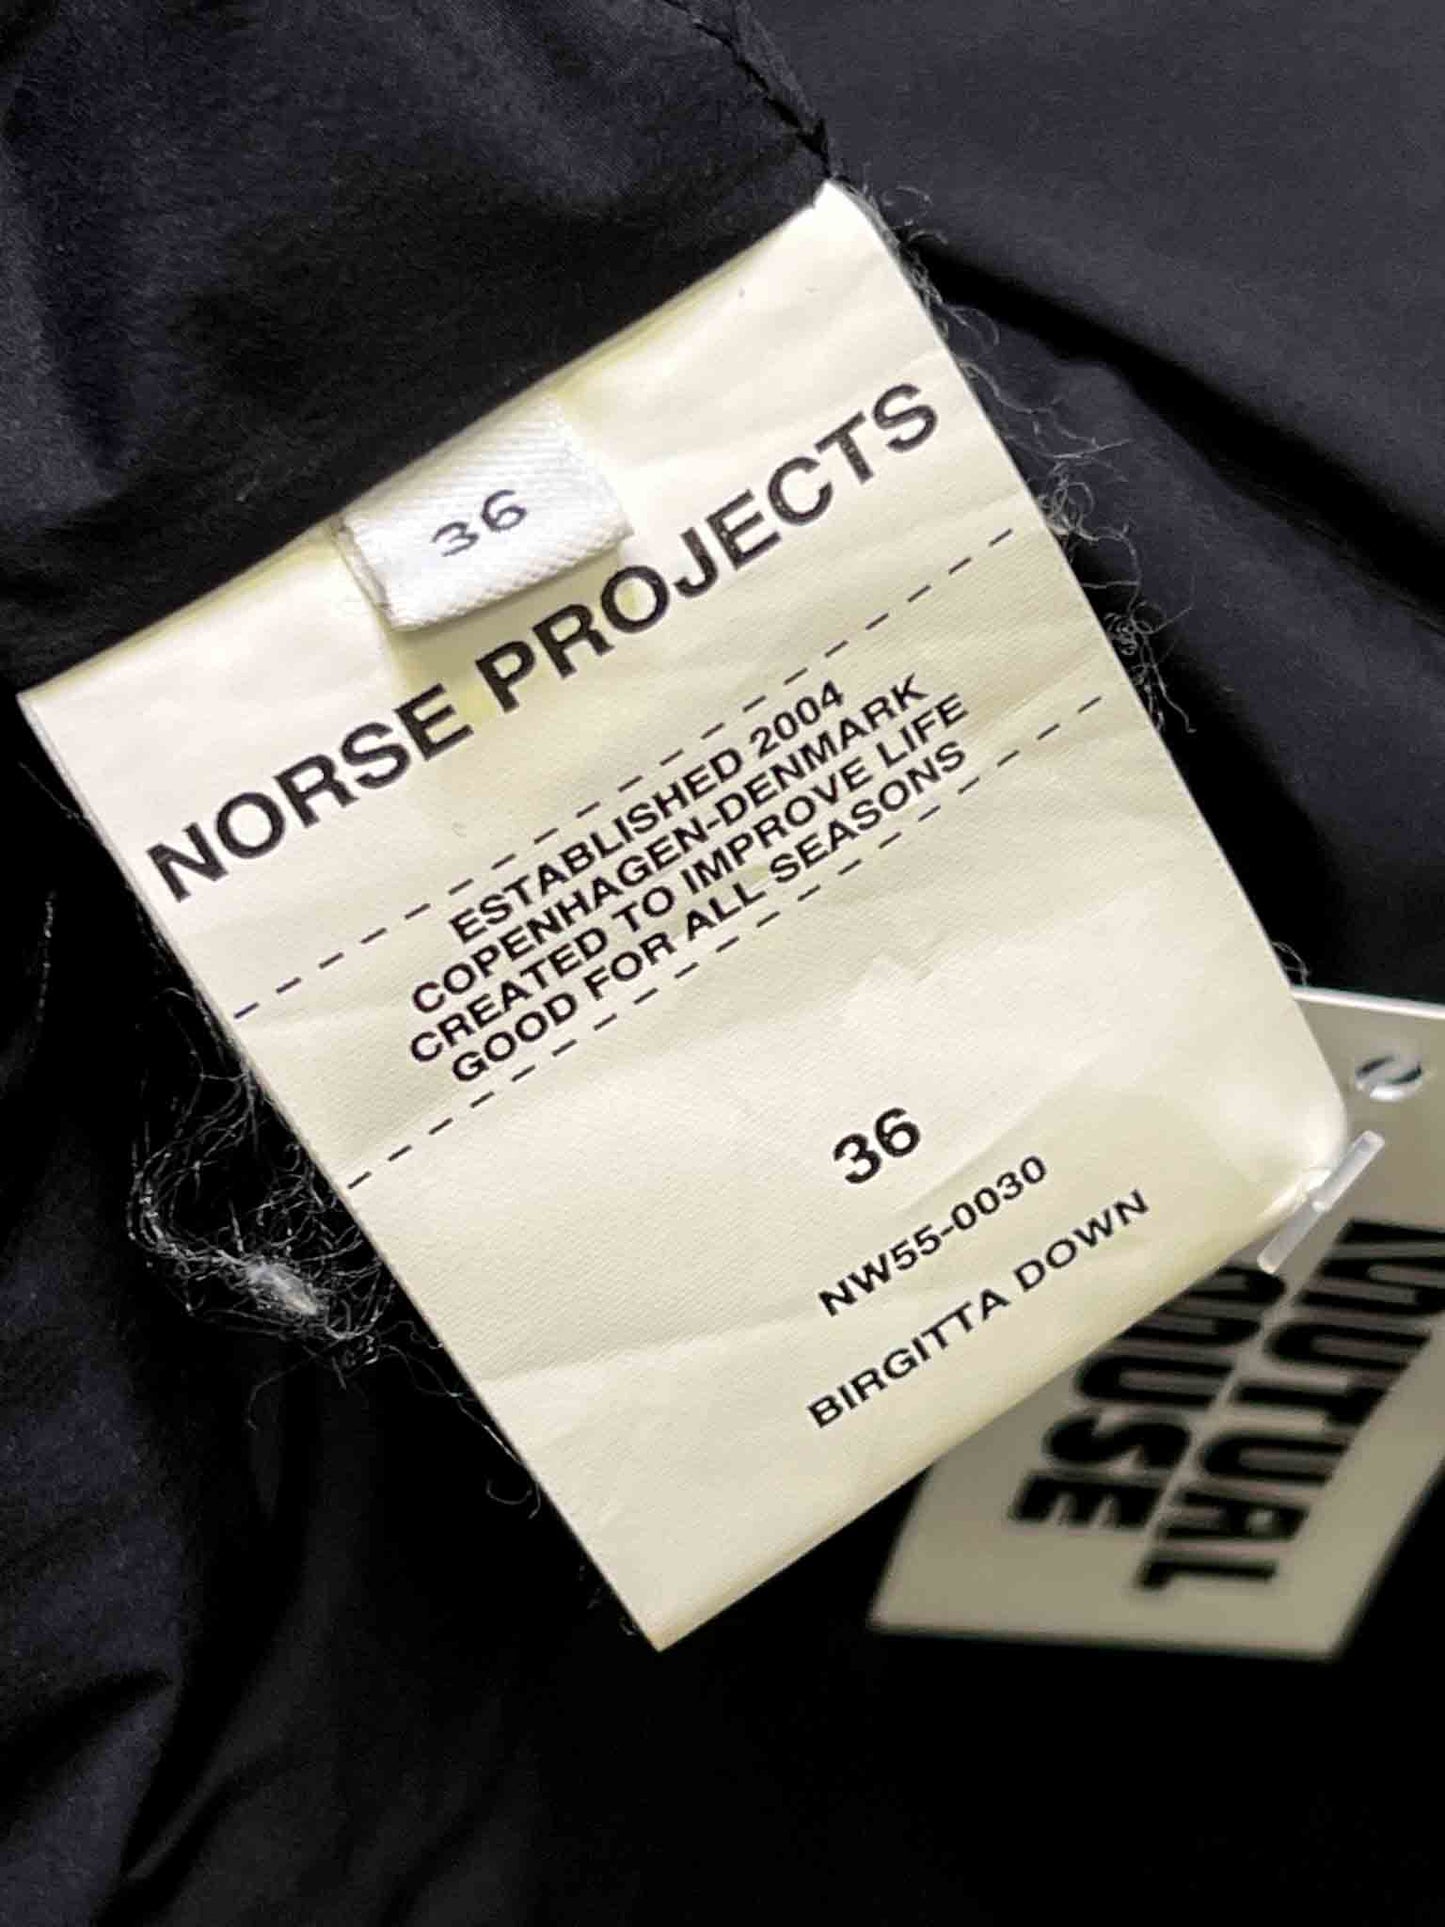 36
NORSE PROJECTS
ESTABLISHED 2004
COPENHAGEN-DENMARK
CREATED TO IMPROVE LIFE
GOOD FOR ALL SEASONS
36
NW55-0030
BIRGITTA DOWN
MUTUAL